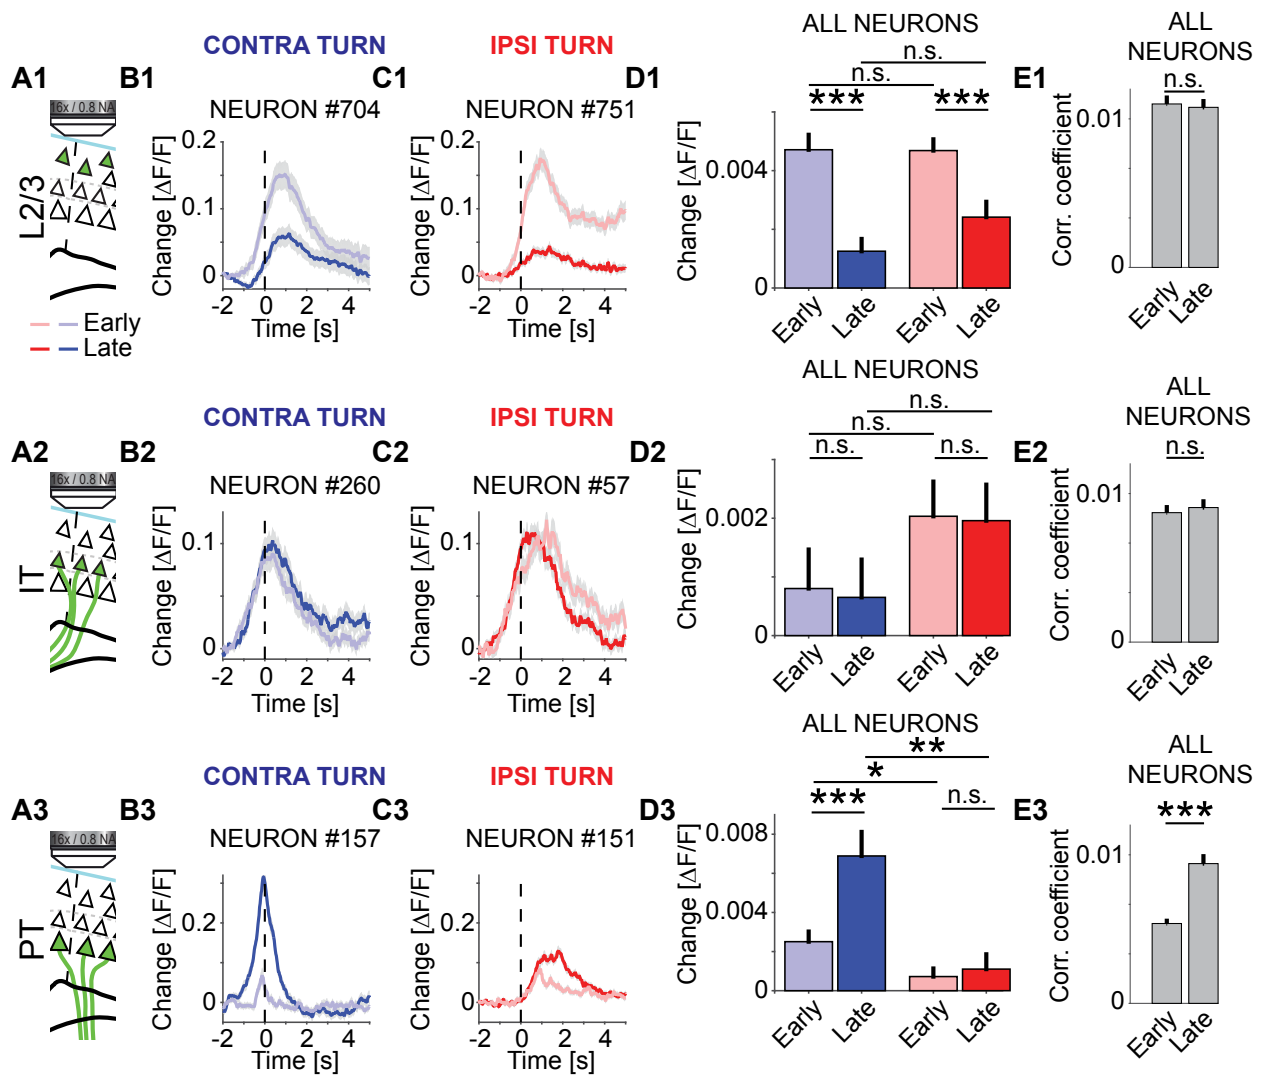 CONTRA TURN
IPSI TURN
ALL NEURONS
ALL
NEURONS
A1
B1
C1
D1
E1
16x / 0.8 NA
L2/3
Early
Late
NEURON #704
Change [ΔF/F]
0.2
0.1
0
-2 0 2 4
Time [s]
NEURON #751
Change [ΔF/F]
0.2
0.1
0
-2 0 2 4
Time [s]
n.s.
n.s.
*** ***
Change [ΔF/F]
0.004
0
Early Late Early Late
n.s.
Corr. coefficient
0.01
0
Early Late
CONTRA TURN
IPSI TURN
ALL NEURONS
ALL
NEURONS
A2
B2
C2
D2
E2
16x / 0.8 NA
IT
NEURON #260
Change [ΔF/F]
0.1
0
-2 0 2 4
Time [s]
NEURON #57
Change [ΔF/F]
0.1
0
-2 0 2 4
Time [s]
n.s.
n.s.
n.s. n.s.
Change [ΔF/F]
0.002
0
Early Late Early Late
n.s.
Corr. coefficient
0.01
0
Early Late
CONTRA TURN
IPSI TURN
ALL NEURONS
ALL
NEURONS
A3
B3
C3
D3
E3
16x / 0.8 NA
PT
NEURON #157
Change [ΔF/F]
0.2
0
-2 0 2 4
Time [s]
NEURON #151
Change [ΔF/F]
0.2
0
-2 0 2 4
Time [s]
**
*
*** n.s.
Change [ΔF/F]
0.008
0.004
0
Early Late Early Late
***
Corr. coefficient
0.01
0
Early Late